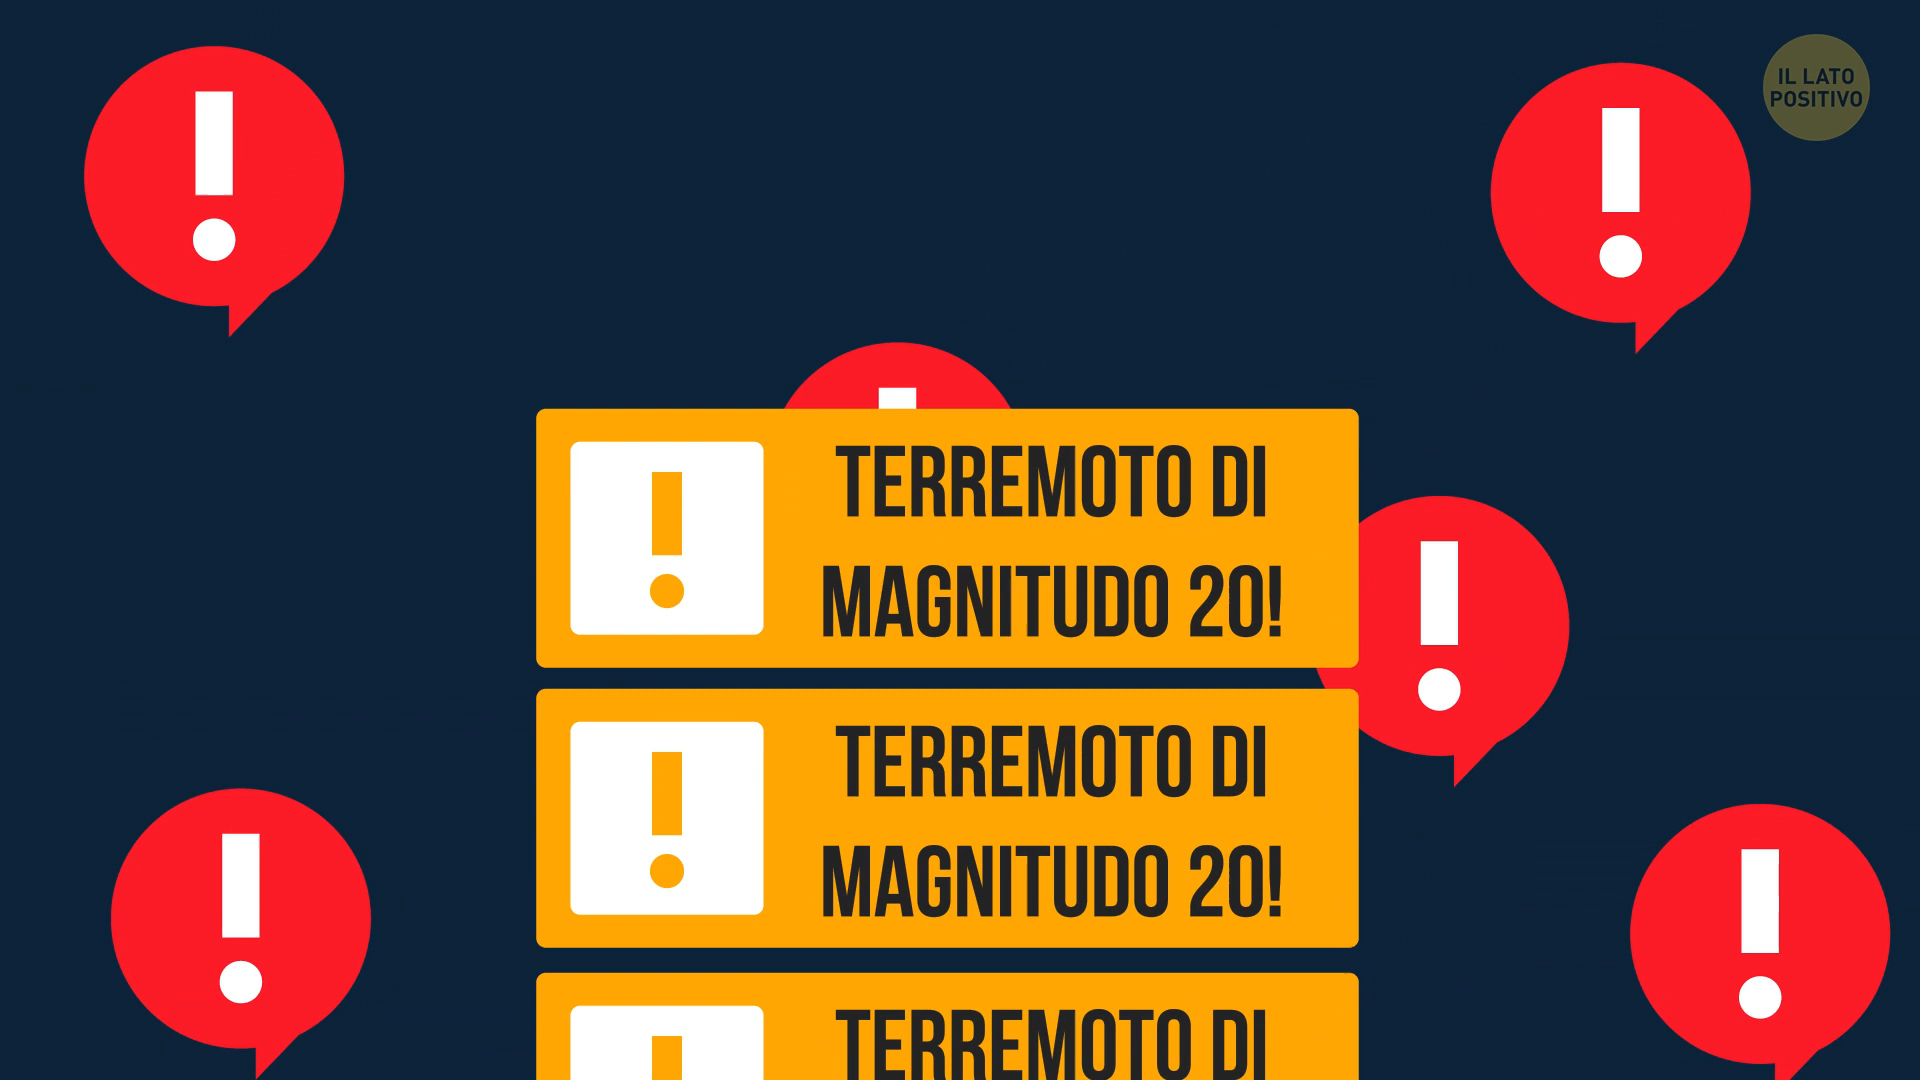 IL LATO
POSITIVO
TERREMOTO DI
MAGNITUDO 20!
TERREMOTO DI
MAGNITUDO 20!
TERREMOTO DI